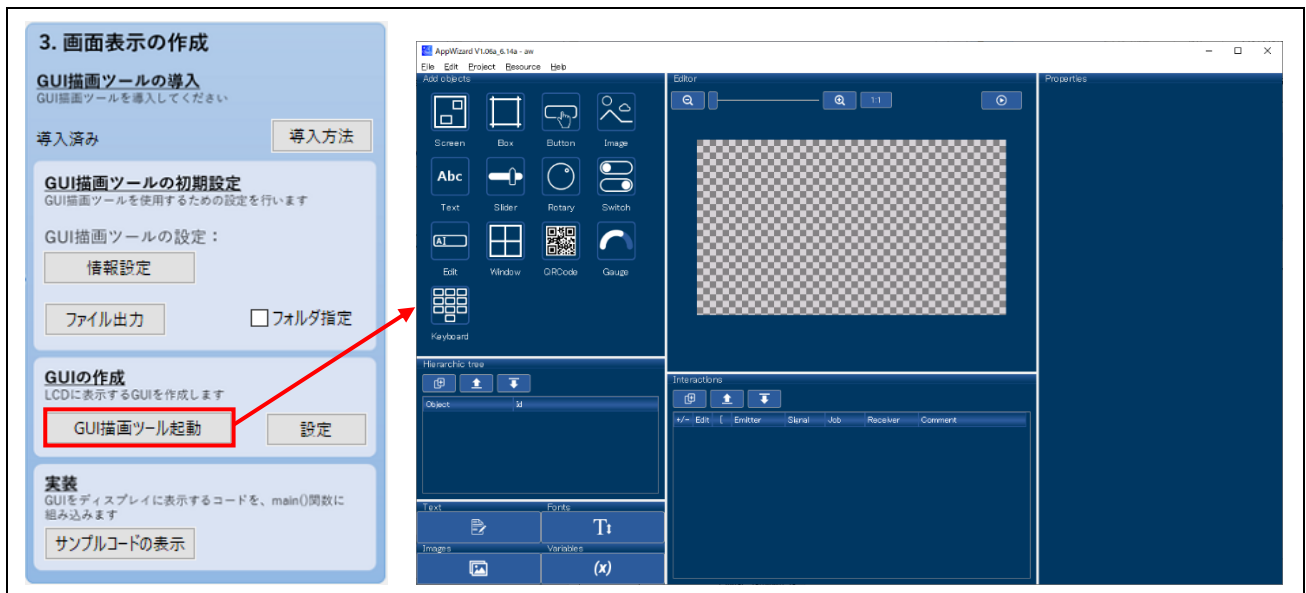 3. 画面表示の作成
GUI描画ツールの導入
GUI描画ツールを導入してください
導入済み
導入方法
GUI描画ツールの初期設定
GUI描画ツールを使用するための設定を行います
GUI描画ツールの設定：
情報設定
ファイル出力
フォルダ指定
GUIの作成
LCDに表示するGUIを作成します
GUI描画ツール起動
設定
実装
GUIをディスプレイに表示するコードを、main()関数に
組み込みます
サンプルコードの表示
AppWizard V1.06a_6.14a - aw
File Edit Project Resource Help
Add objects
Screen Box Button Image
Abc
Text Slider Rotary Switch
AI
Edit Window QRCode Gauge
Keyboard
Hierarchic tree
Object Id
Text Fonts
T
Images Variables
(x)
Editor
1:1
Interactions
+/- Edit [ Emitter Signal Job Receiver Comment
Properties